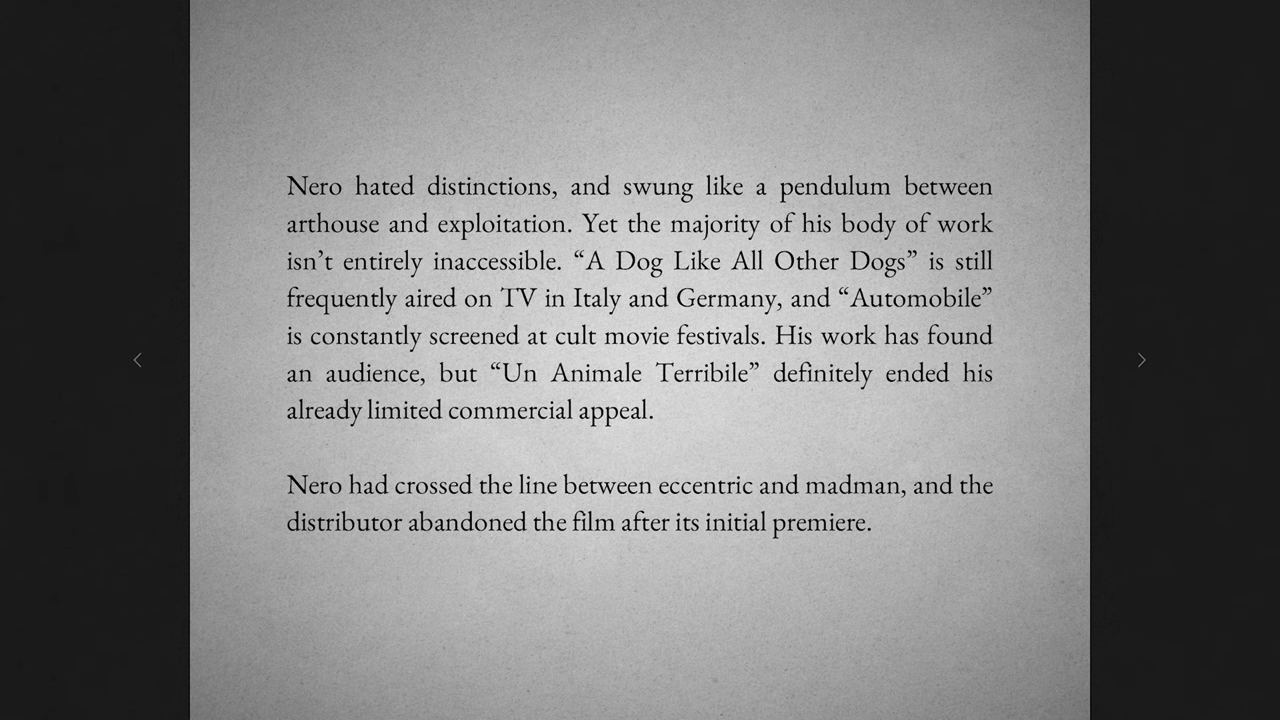 Nero hated distinctions, and swung like a pendulum between
arthouse and exploitation. Yet the majority of his body of work
isn’t entirely inaccessible. “A Dog Like All Other Dogs” is still
frequently aired on TV in Italy and Germany, and “Automobile”
is constantly screened at cult movie festivals. His work has found
an audience, but “Un Animale Terribile” definitely ended his
already limited commercial appeal.
Nero had crossed the line between eccentric and madman, and the
distributor abandoned the film after its initial premiere.